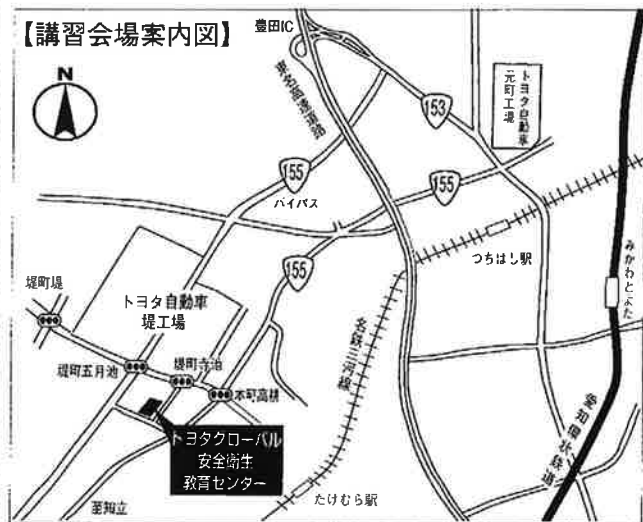 【講習会場案内図】
豊田IC
N
東名高速道路
153
トヨタ自動車
元町工場
155
バイパス
155
155
つちはし駅
みかわとよた
堤町堤
トヨタ自動車
堤工場
名鉄三河線
堤町五月池
堤町寺池
本町高根
愛知環状鉄道
トヨタグローバル
安全衛生
教育センター
至知立
たけむら駅